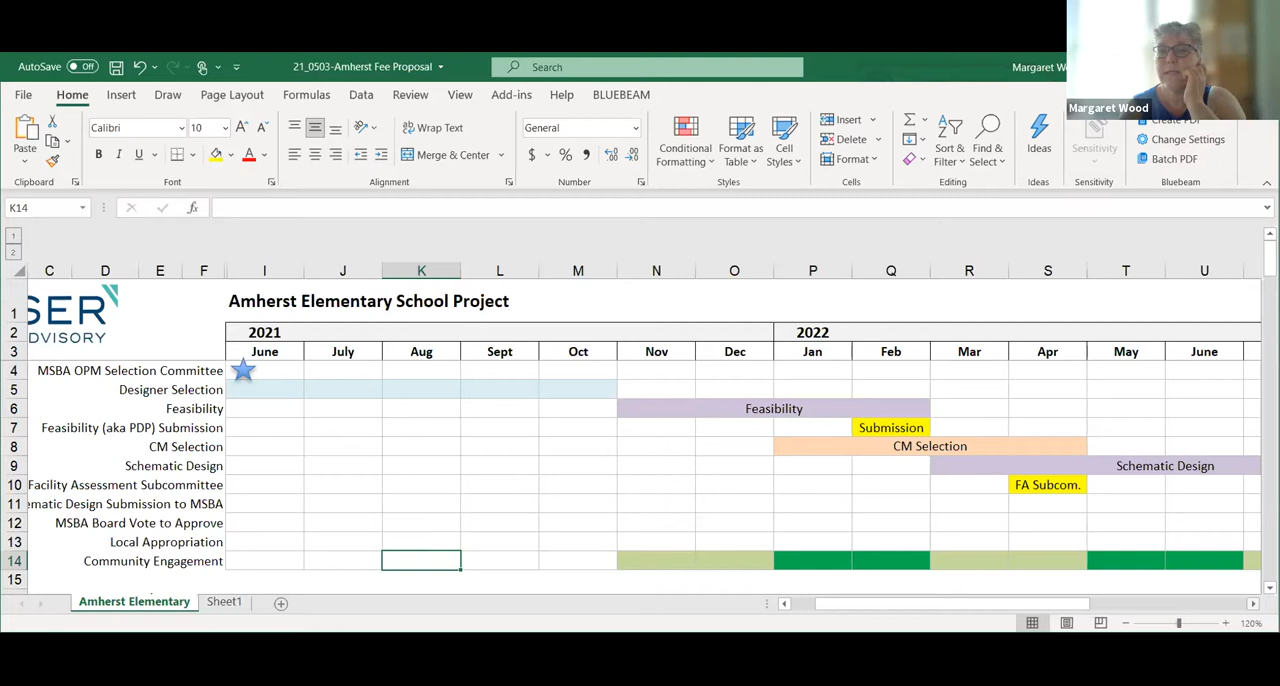 AutoSave Off 21_0503-Amherst Fee Proposal Search Margaret Wo
Margaret Wood
File Home Insert Draw Page Layout Formulas Data Review View Add-ins Help BLUEBEAM
Calibri 10 Wrap Text General Insert Create PDF
Paste Conditional Format as Cell Delete Sort & Find & Ideas Sensitivity Change Settings
B I U Merge & Center $ % Formatting Table Styles Format Filter Select Batch PDF
Clipboard Font Alignment Number Styles Cells Editing Ideas Sensitivity Bluebeam
K14 fx
1
2
C D E F I J K L M N O P Q R S T U
1 SER Amherst Elementary School Project
DVISORY
2 2021 2022
3 June July Aug Sept Oct Nov Dec Jan Feb Mar Apr May June
4 MSBA OPM Selection Committee
5 Designer Selection
6 Feasibility Feasibility
7 Feasibility (aka PDP) Submission Submission
8 CM Selection CM Selection
9 Schematic Design Schematic Design
10 Facility Assessment Subcommittee FA Subcom.
11 ematic Design Submission to MSBA
12 MSBA Board Vote to Approve
13 Local Appropriation
14 Community Engagement
15
Amherst Elementary Sheet1
120%